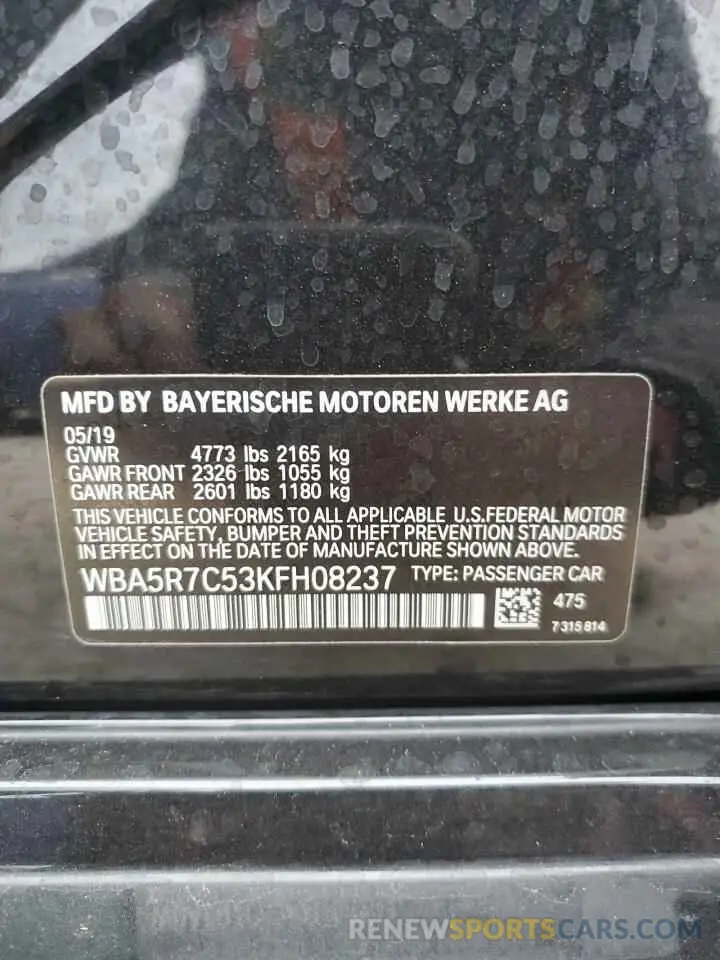 MFD BY BAYERISCHE MOTOREN WERKE AG
05/19
GVWR 4773 lbs 2165 kg
GAWR FRONT 2326 lbs 1055 kg
GAWR REAR 2601 lbs 1180 kg
THIS VEHICLE CONFORMS TO ALL APPLICABLE U.S.FEDERAL MOTOR
VEHICLE SAFETY, BUMPER AND THEFT PREVENTION STANDARDS
IN EFFECT ON THE DATE OF MANUFACTURE SHOWN ABOVE.
WBA5R7C53KFH08237 TYPE: PASSENGER CAR
475
7315814
RENEWSPORTSCARS.COM